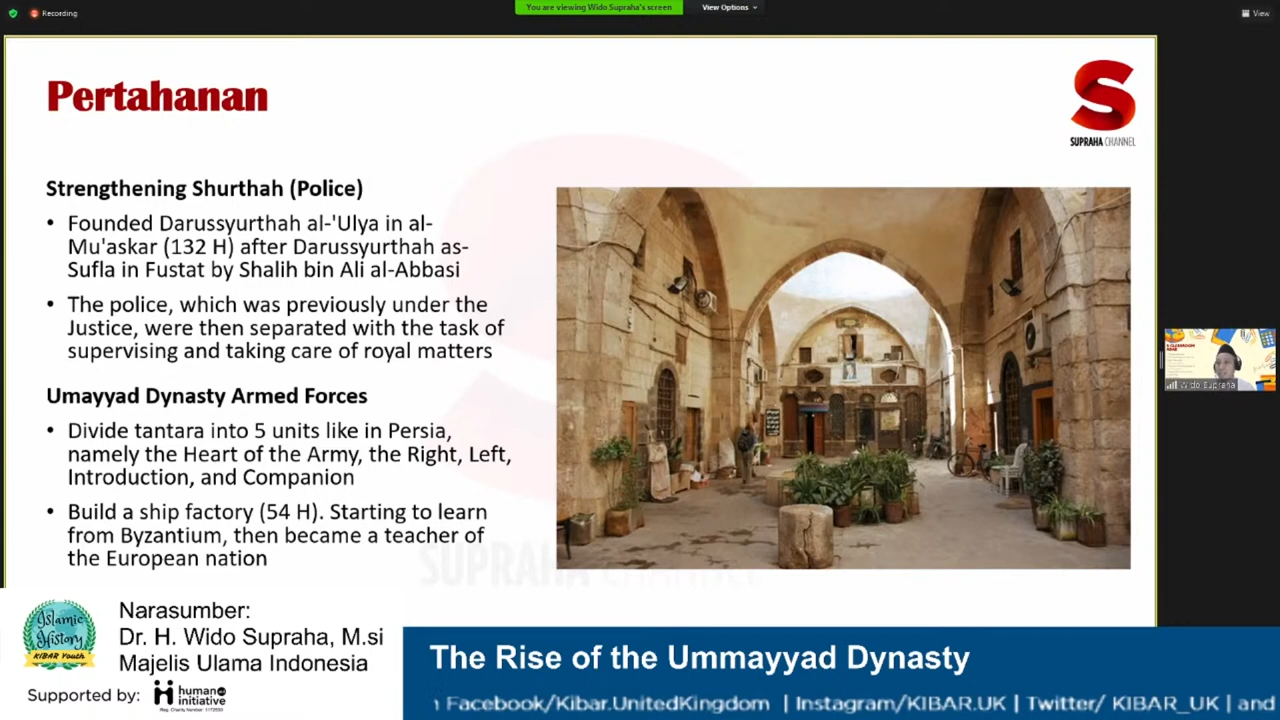 Recording
You are viewing Wido Supraha's screen
View Options
View
Pertahanan
SUPRAHA CHANNEL
Strengthening Shurthah (Police)
• Founded Darussyurthah al-'Ulya in al-
Mu'askar (132 H) after Darussyurthah as-
Sufla in Fustat by Shalih bin Ali al-Abbasi
• The police, which was previously under the
Justice, were then separated with the task of
supervising and taking care of royal matters
Umayyad Dynasty Armed Forces
• Divide tantara into 5 units like in Persia,
namely the Heart of the Army, the Right, Left,
Introduction, and Companion
• Build a ship factory (54 H). Starting to learn
from Byzantium, then became a teacher of
the European nation
SUPRAHA CHANNEL
Wido Supraha
Islamic
History
KIBAR Youth
Narasumber:
Dr. H. Wido Supraha, M.si
Majelis Ulama Indonesia
Supported by:
human
initiative
The Rise of the Ummayyad Dynasty
Facebook/Kibar.UnitedKingdom | Instagram/KIBAR.UK | Twitter/ KIBAR_UK | and